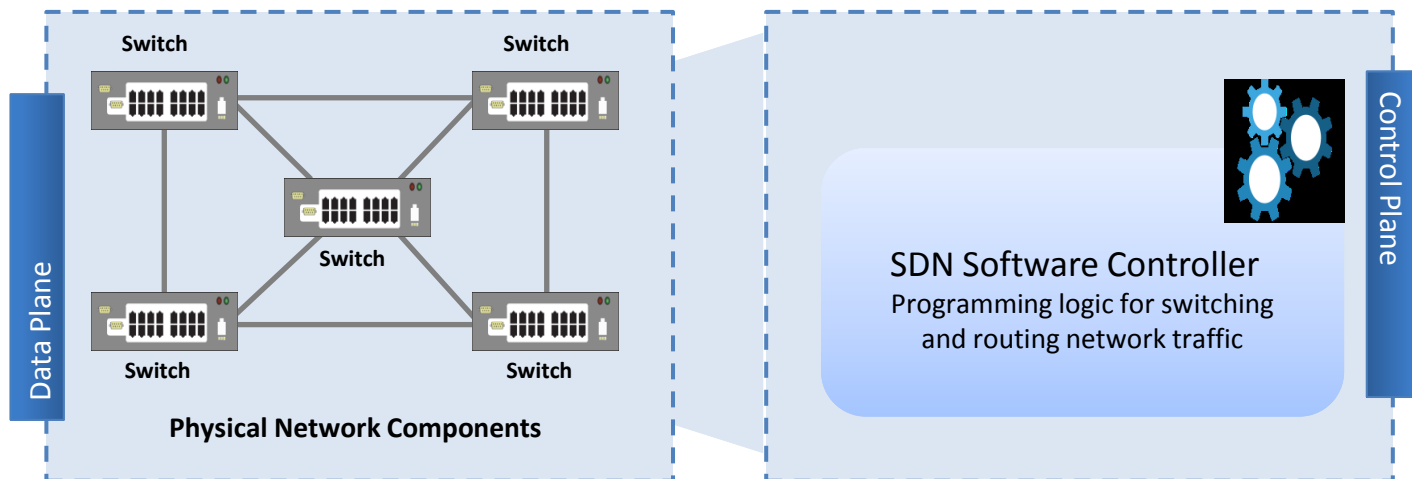 Switch
Switch
Switch
Switch
Switch
Physical Network Components
Data Plane
SDN Software Controller
Programming logic for switching
and routing network traffic
Control Plane